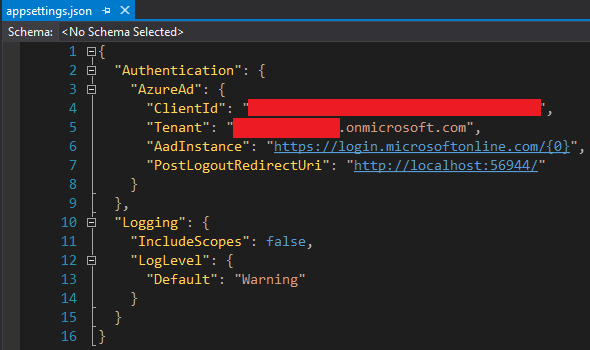 appsettings.json
Schema: <No Schema Selected>
1 {
2 "Authentication": {
3 "AzureAd": {
4 "ClientId": "",
5 "Tenant": ".onmicrosoft.com",
6 "AadInstance": "https://login.microsoftonline.com/{0}",
7 "PostLogoutRedirectUri": "http://localhost:56944/"
8 }
9 },
10 "Logging": {
11 "IncludeScopes": false,
12 "LogLevel": {
13 "Default": "Warning"
14 }
15 }
16 }